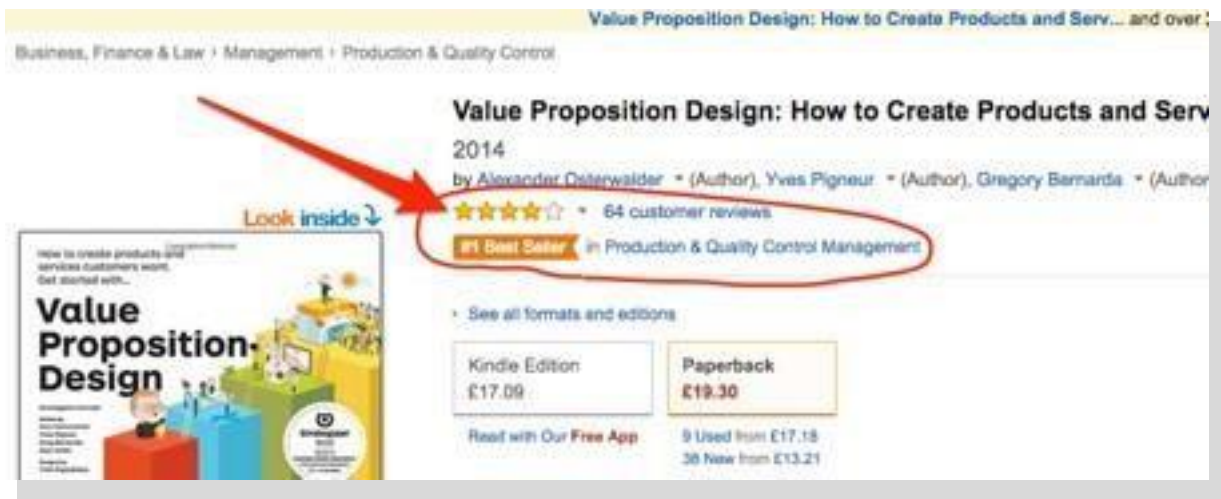 Value Proposition Design: How to Create Products and Serv... and over
Business, Finance & Law › Management › Production & Quality Control
Value Proposition Design: How to Create Products and Serv
2014
by Alexander Osterwalder (Author), Yves Pigneur (Author), Gregory Bernarda (Author
64 customer reviews
#1 Best Seller in Production & Quality Control Management
Look inside
How to create products and
services customers want.
Get started with...
Value
Proposition
Design
Strategyzer
› See all formats and editions
Kindle Edition
£17.09
Paperback
£19.30
Read with Our Free App
9 Used from £17.18
38 New from £13.21